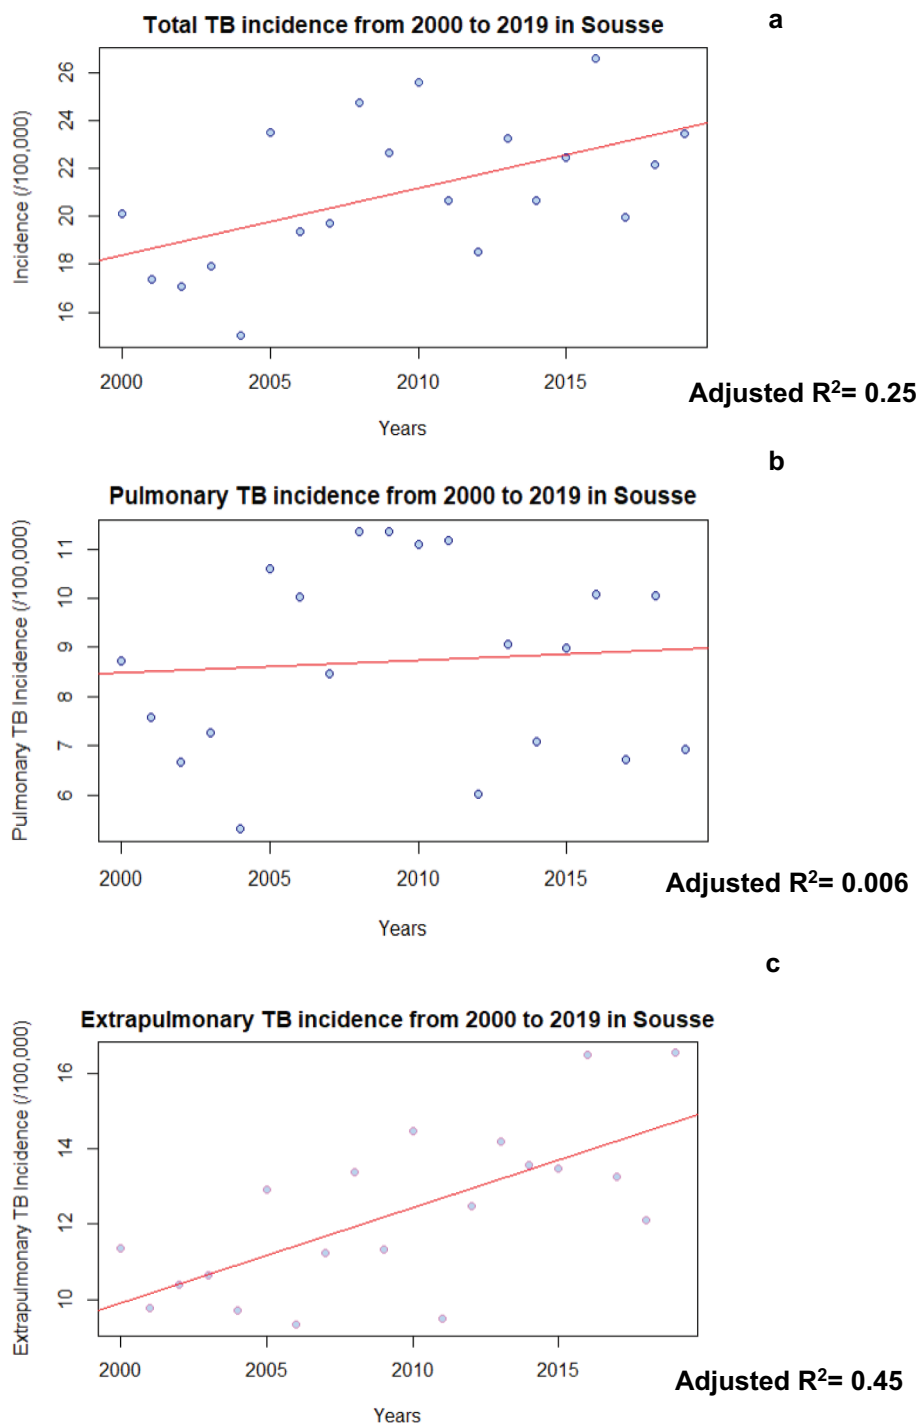 a
Total TB incidence from 2000 to 2019 in Sousse
Incidence (/100,000)
26
24
22
20
18
16
2000 2005 2010 2015
Years
Adjusted R²= 0.25
b
Pulmonary TB incidence from 2000 to 2019 in Sousse
Pulmonary TB Incidence (/100,000)
11
10
9
8
7
6
2000 2005 2010 2015
Years
Adjusted R²= 0.006
c
Extrapulmonary TB incidence from 2000 to 2019 in Sousse
Extrapulmonary TB Incidence (/100,000)
16
14
12
10
2000 2005 2010 2015
Years
Adjusted R²= 0.45